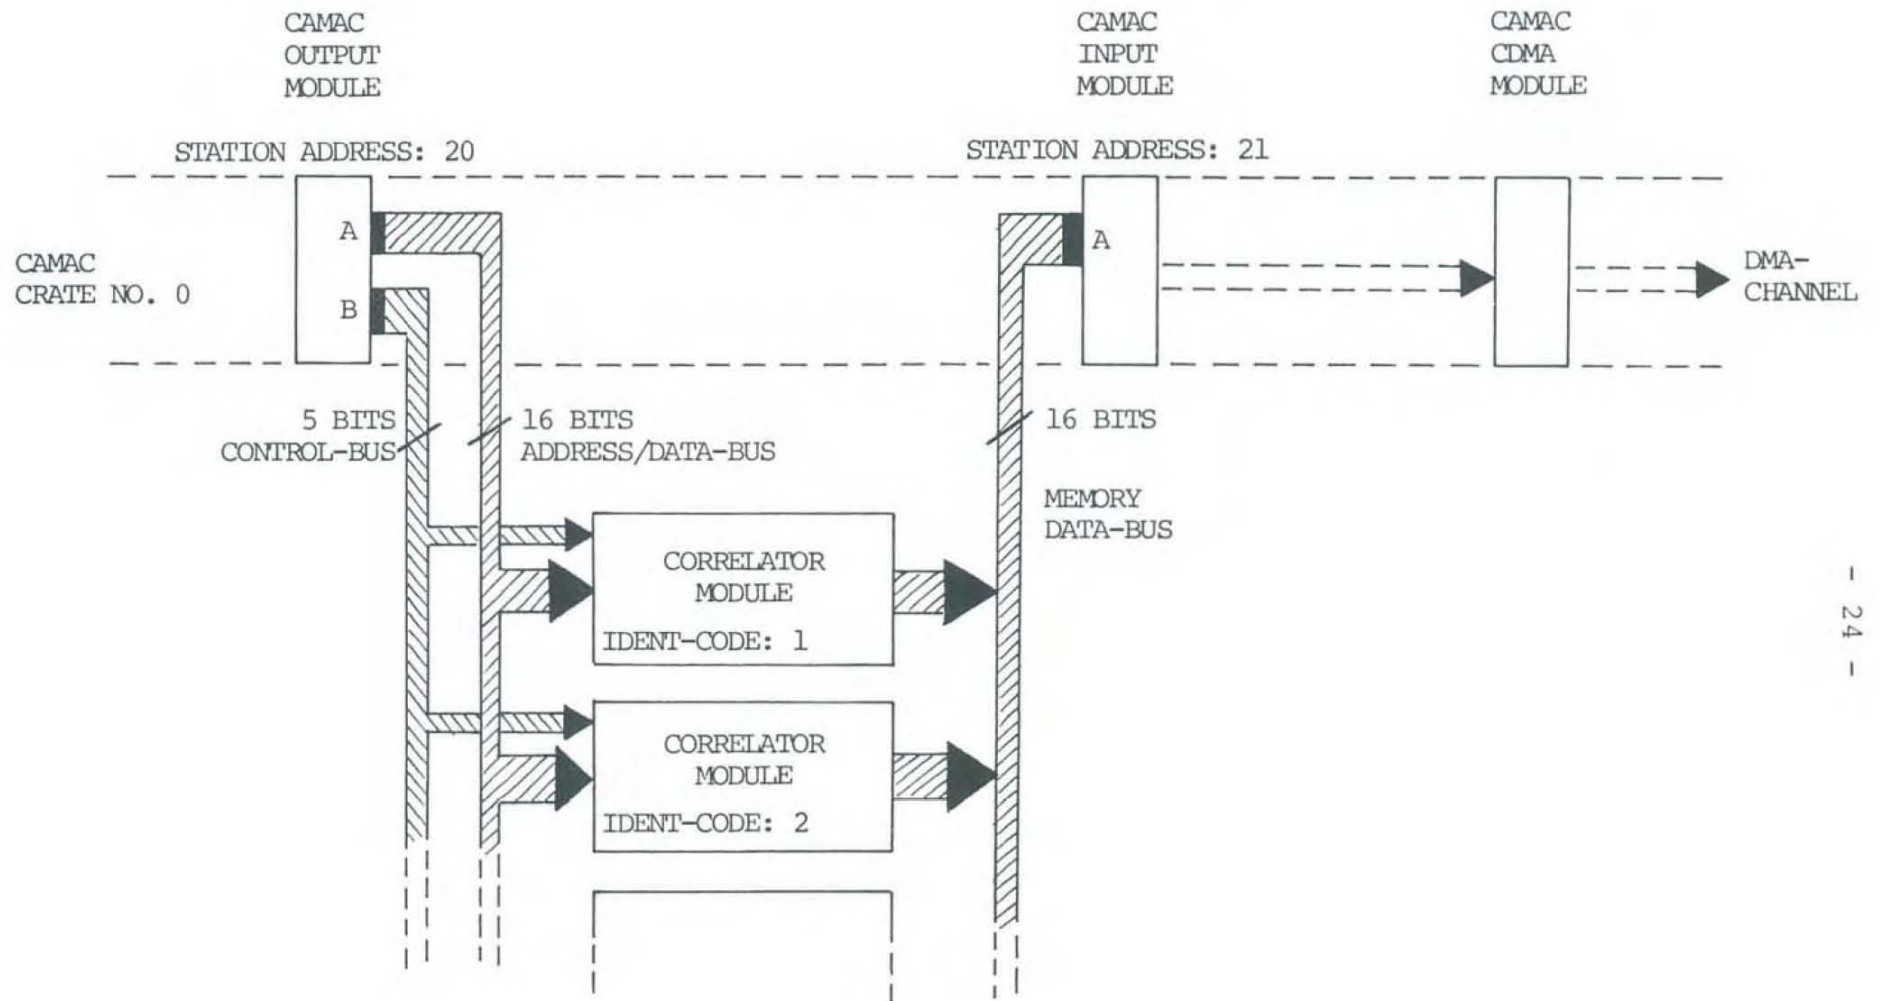 CAMAC
OUTPUT
MODULE
CAMAC
INPUT
MODULE
CAMAC
CDMA
MODULE
STATION ADDRESS: 20
STATION ADDRESS: 21
CAMAC
CRATE NO. 0
A
B
A
DMA-
CHANNEL
5 BITS
CONTROL-BUS
16 BITS
ADDRESS/DATA-BUS
16 BITS
MEMORY
DATA-BUS
CORRELATOR
MODULE
IDENT-CODE: 1
CORRELATOR
MODULE
IDENT-CODE: 2
- 24 -